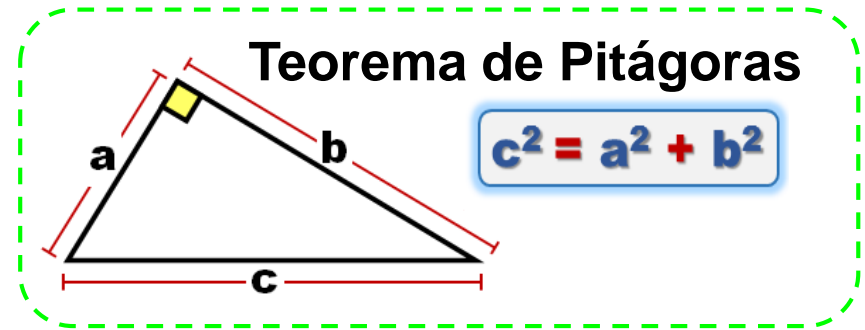 Teorema de Pitágoras
c² = a² + b²
a
b
c